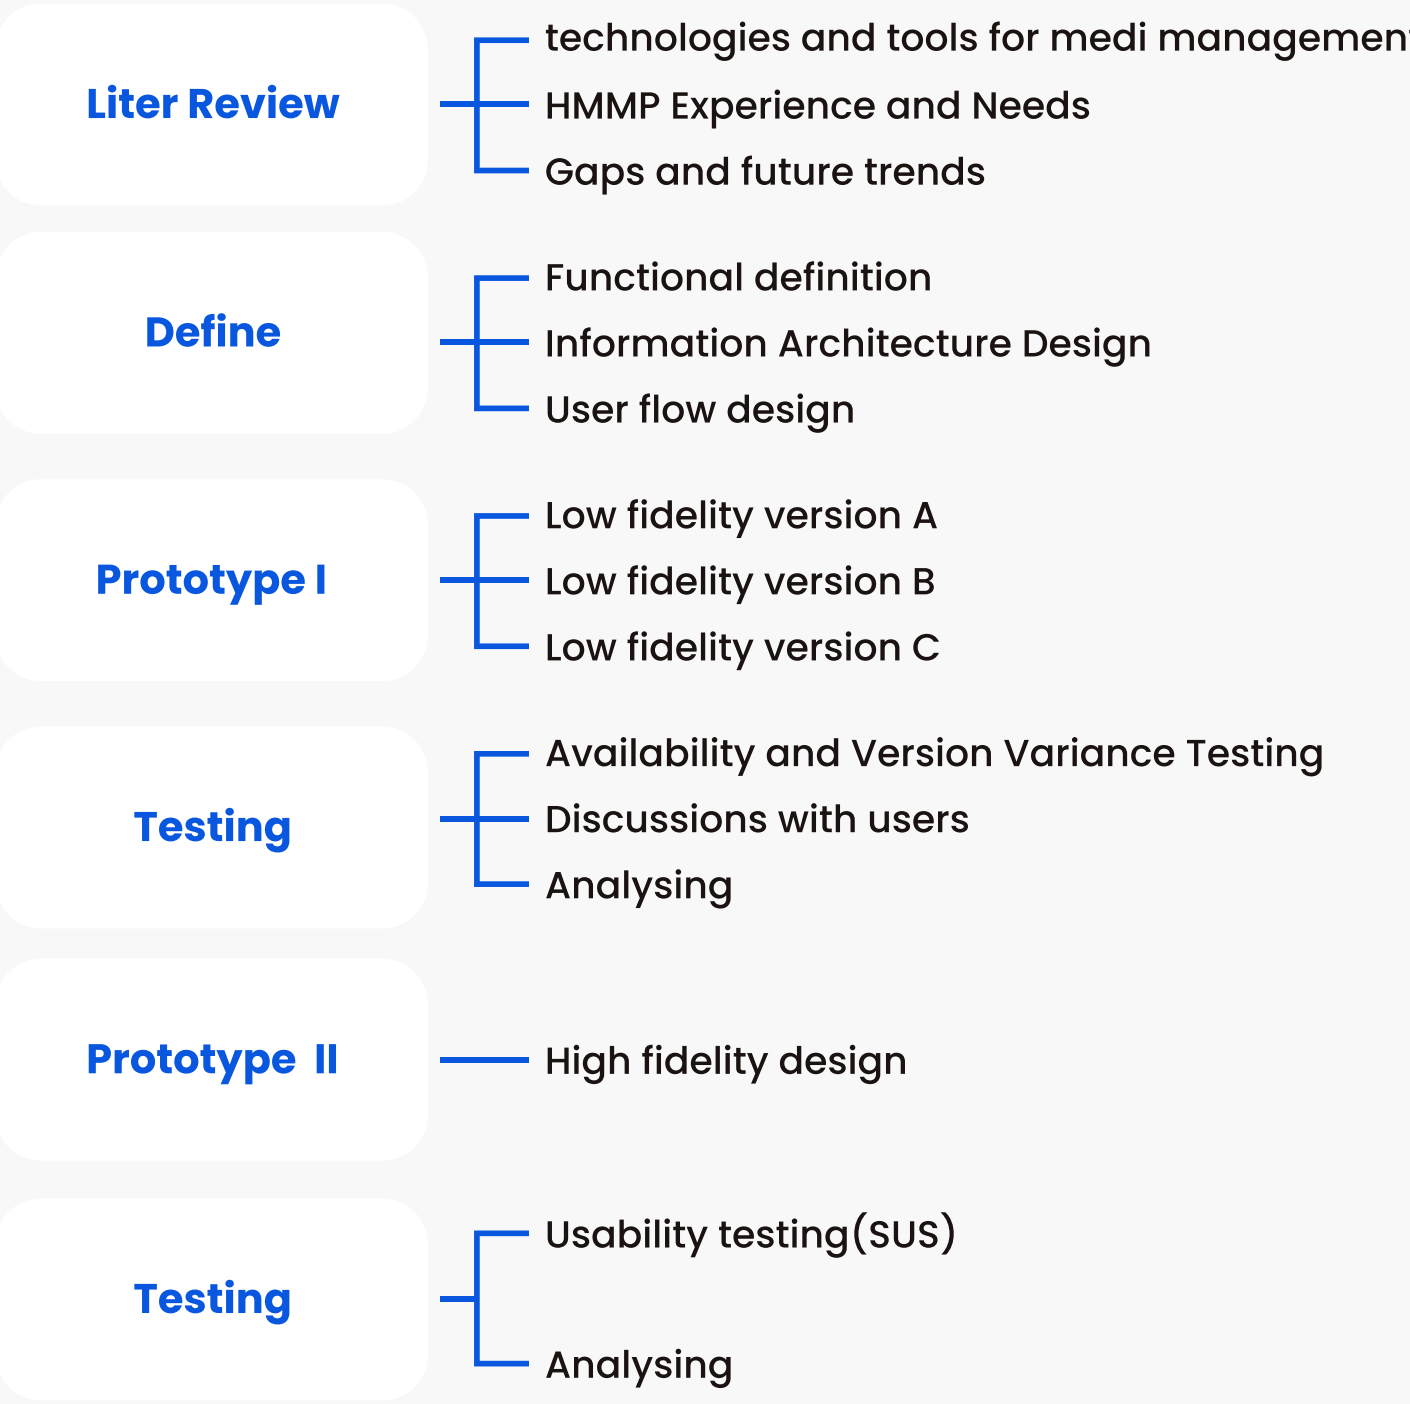 Liter Review
technologies and tools for medi management
HMMP Experience and Needs
Gaps and future trends
Define
Functional definition
Information Architecture Design
User flow design
Prototype I
Low fidelity version A
Low fidelity version B
Low fidelity version C
Testing
Availability and Version Variance Testing
Discussions with users
Analysing
Prototype II
High fidelity design
Testing
Usability testing(SUS)
Analysing